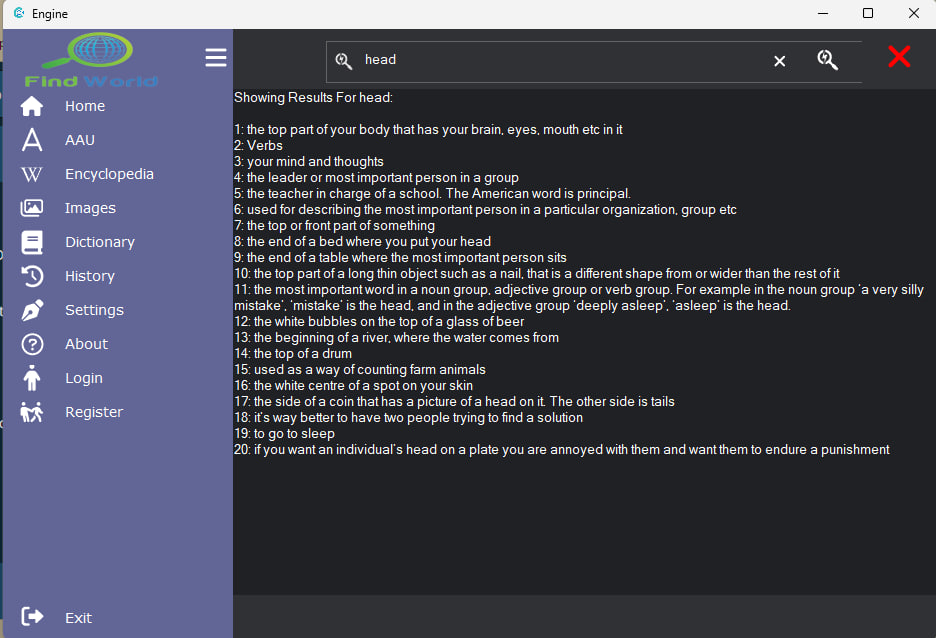 Engine
Find World
Home
AAU
Encyclopedia
Images
Dictionary
History
Settings
About
Login
Register
Exit
head
Showing Results For head:
1: the top part of your body that has your brain, eyes, mouth etc in it
2: Verbs
3: your mind and thoughts
4: the leader or most important person in a group
5: the teacher in charge of a school. The American word is principal.
6: used for describing the most important person in a particular organization, group etc
7: the top or front part of something
8: the end of a bed where you put your head
9: the end of a table where the most important person sits
10: the top part of a long thin object such as a nail, that is a different shape from or wider than the rest of it
11: the most important word in a noun group, adjective group or verb group. For example in the noun group ‘a very silly
mistake’, ‘mistake’ is the head, and in the adjective group ‘deeply asleep’, ‘asleep’ is the head.
12: the white bubbles on the top of a glass of beer
13: the beginning of a river, where the water comes from
14: the top of a drum
15: used as a way of counting farm animals
16: the white centre of a spot on your skin
17: the side of a coin that has a picture of a head on it. The other side is tails
18: it’s way better to have two people trying to find a solution
19: to go to sleep
20: if you want an individual’s head on a plate you are annoyed with them and want them to endure a punishment